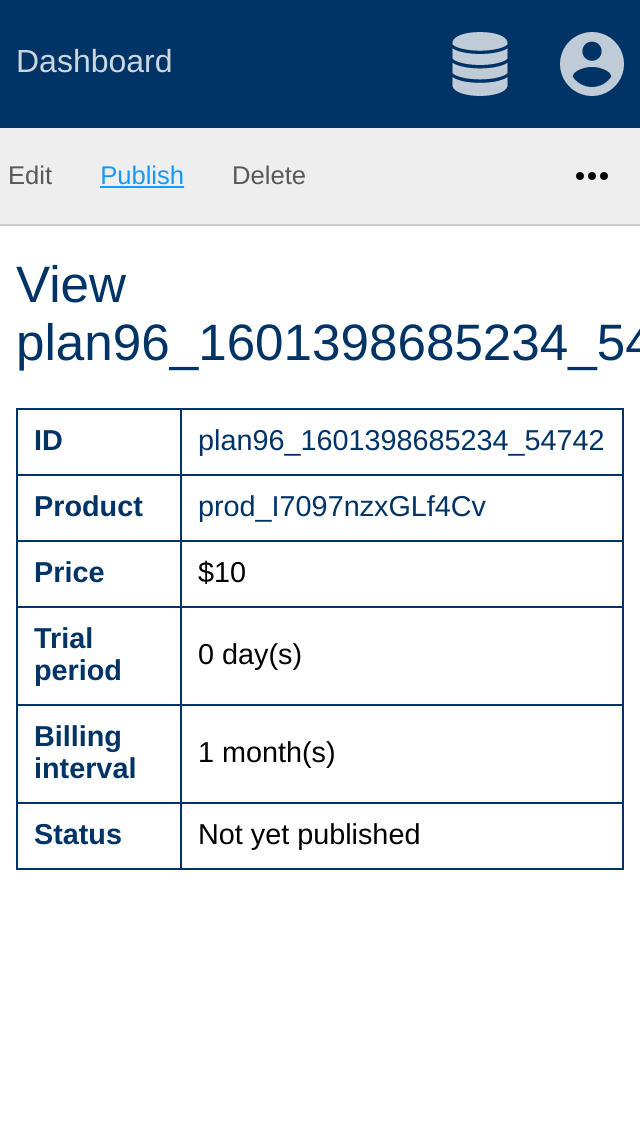 Dashboard
Edit Publish Delete
View
plan96_1601398685234_54
ID plan96_1601398685234_54742
Product prod_I7097nzxGLf4Cv
Price $10
Trial
period
0 day(s)
Billing
interval
1 month(s)
Status Not yet published